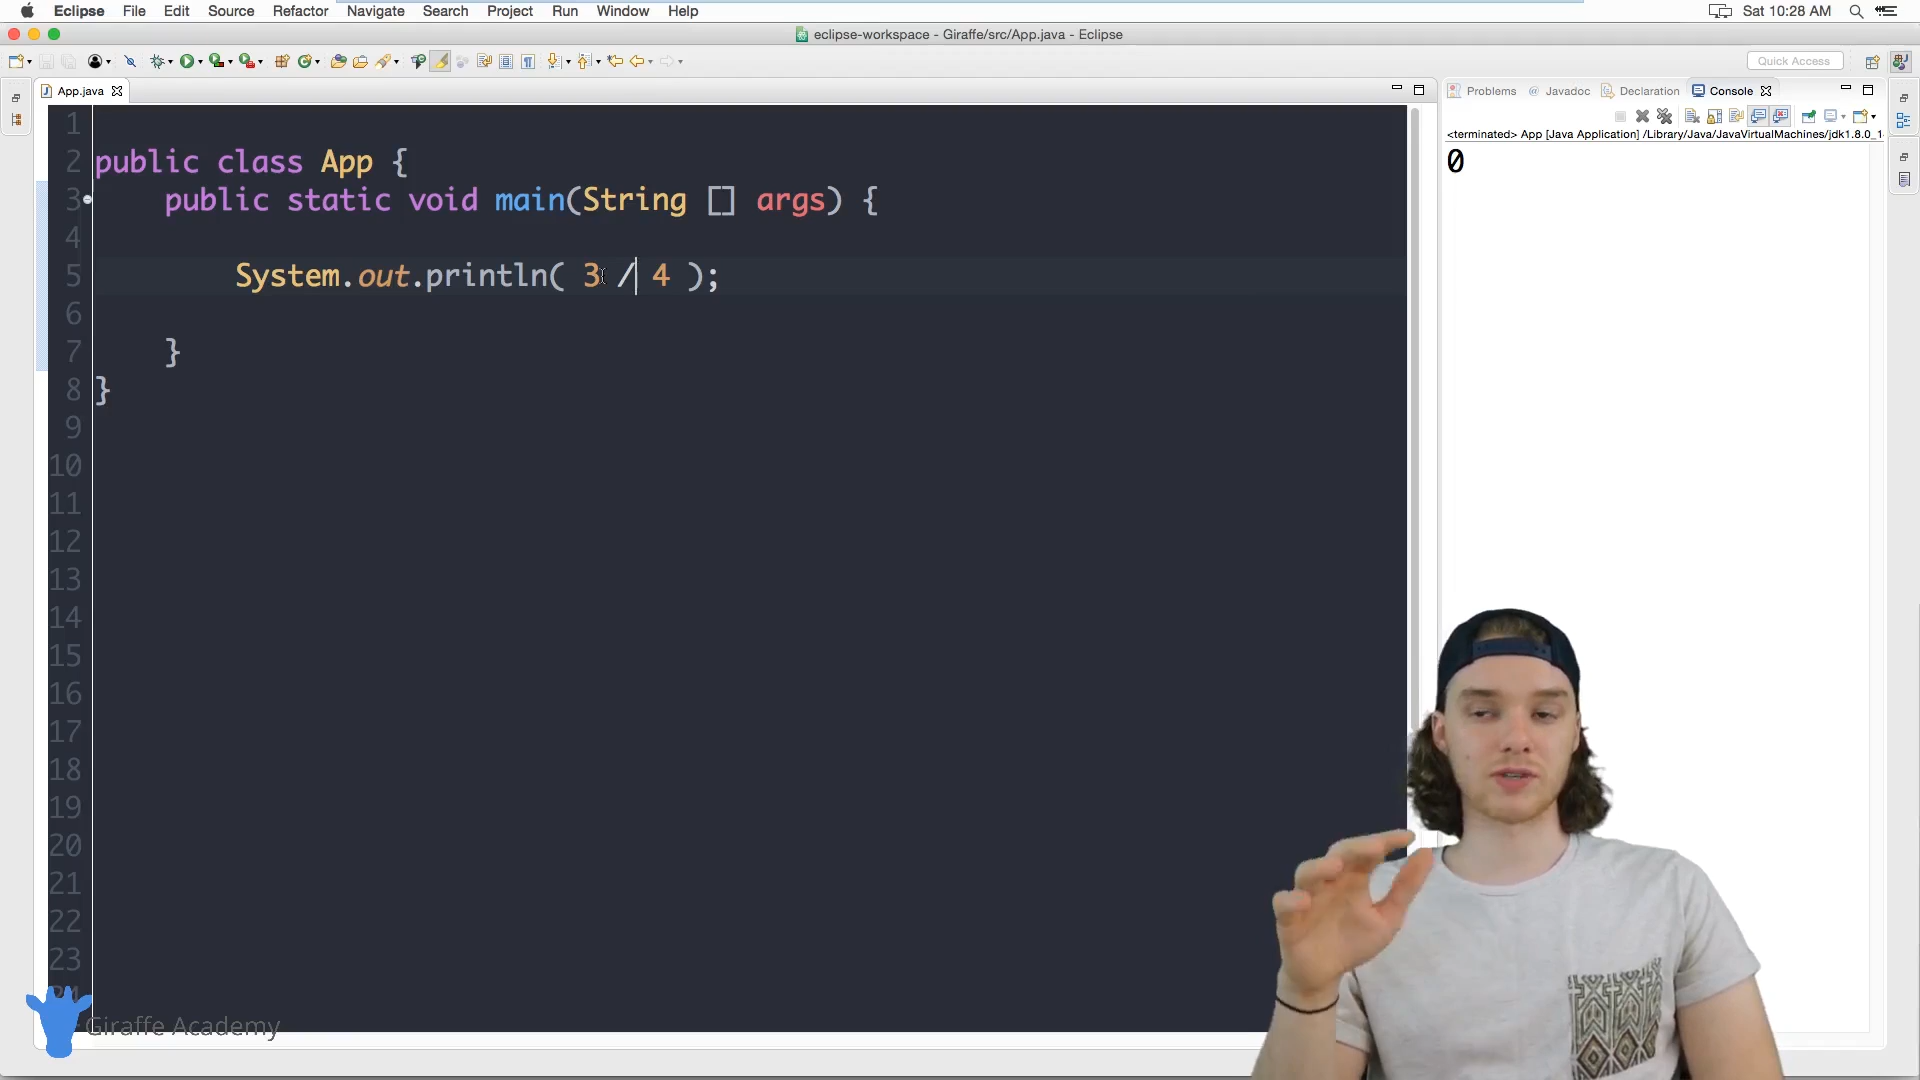 Eclipse File Edit Source Refactor Navigate Search Project Run Window Help Sat 10:28 AM
eclipse-workspace - Giraffe/src/App.java - Eclipse
Quick Access
App.java
Problems Javadoc Declaration Console
<terminated> App [Java Application] /Library/Java/JavaVirtualMachines/jdk1.8.0_1
0
1
2 public class App {
3 public static void main(String [] args) {
4
5 System.out.println( 3 / 4 );
6
7 }
8 }
9
10
11
12
13
14
15
16
17
18
19
20
21
22
23
Giraffe Academy